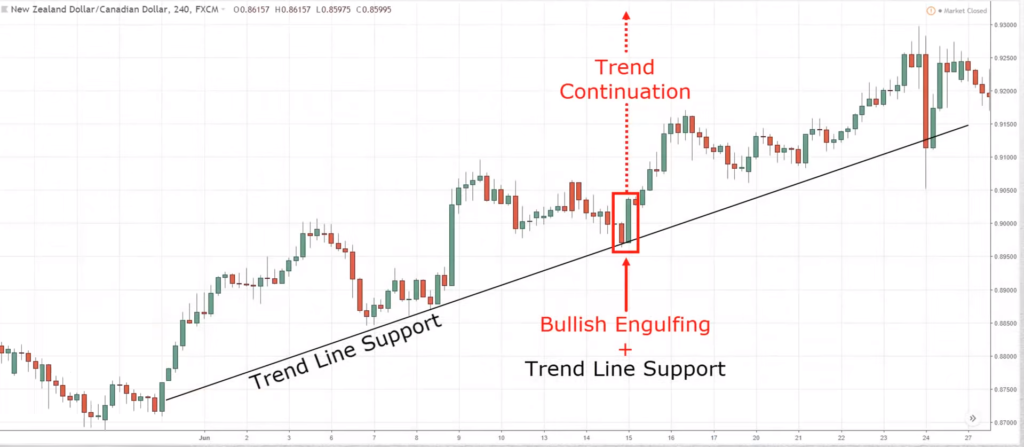 New Zealand Dollar/Canadian Dollar, 240, FXCM O0.86157 H0.86157 L0.85975 C0.85995
Market Closed
Trend
Continuation
Trend Line Support
Bullish Engulfing
+
Trend Line Support
0.93000
0.92500
0.92000
0.91500
0.91000
0.90500
0.90000
0.89500
0.89000
0.88500
0.88000
0.87500
0.87000
Jun 2 3 6 7 8 9 10 13 14 15 16 17 20 21 22 23 24 27